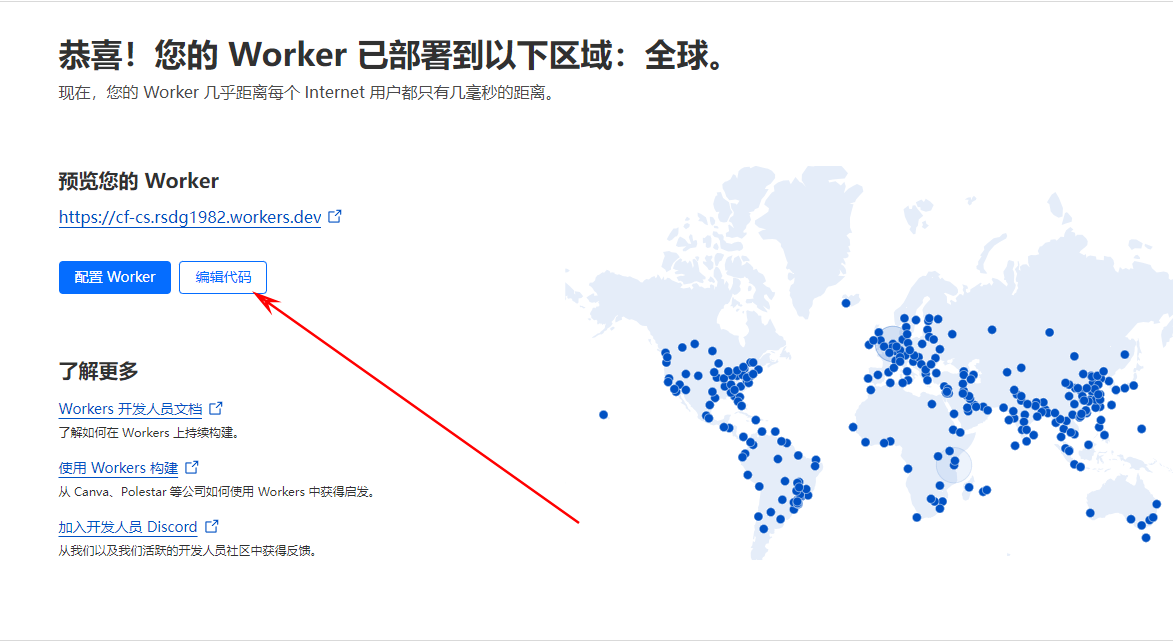 恭喜！您的 Worker 已部署到以下区域：全球。
现在，您的 Worker 几乎距离每个 Internet 用户都只有几毫秒的距离。
预览您的 Worker
https://cf-cs.rsdg1982.workers.dev
配置 Worker
编辑代码
了解更多
Workers 开发人员文档
了解如何在 Workers 上持续构建。
使用 Workers 构建
从 Canva、Polestar 等公司如何使用 Workers 中获得启发。
加入开发人员 Discord
从我们以及我们活跃的开发人员社区中获得反馈。